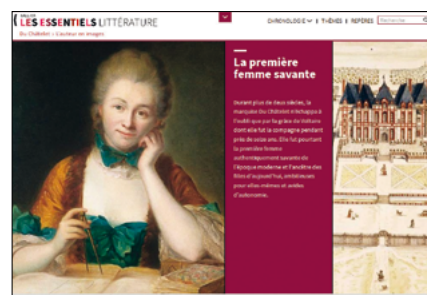 GALLICA
LES ESSENTIELS LITTÉRATURE
Du Châtelet > L'auteur en images
CHRONOLOGIE | THÈMES | REPÈRES Recherchez
La première
femme savante
Durant plus de deux siècles, la
marquise Du Châtelet n'échappa à
l'oubli que par la grâce de Voltaire
dont elle fut la compagne pendant
près de seize ans. Elle fut pourtant
la première femme
authentiquement savante de
l'époque moderne et l'ancêtre des
filles d'aujourd'hui, ambitieuses
pour elles-mêmes et avides
d'autonomie.